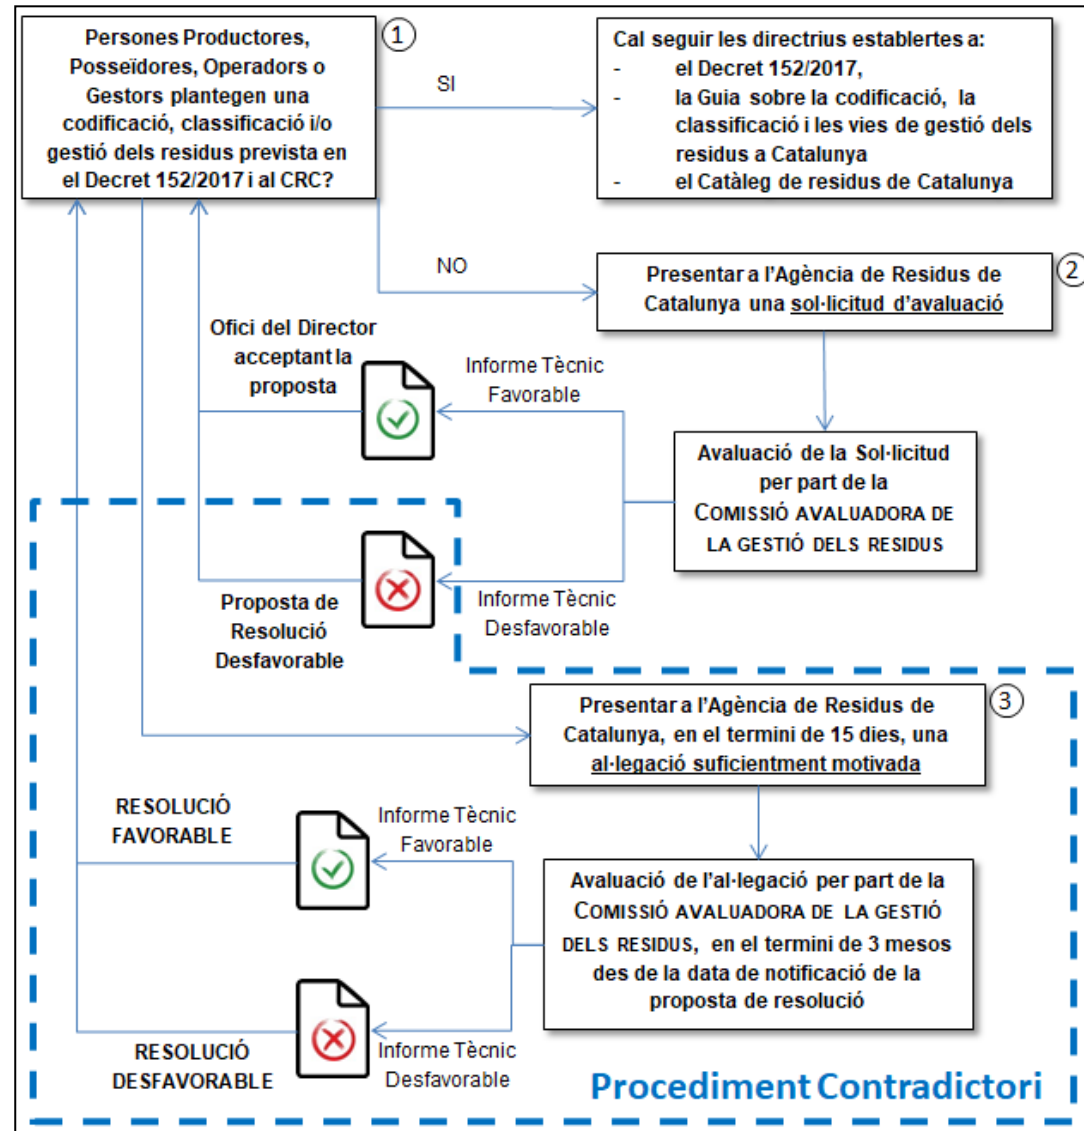 Persones Productores,
Posseïdores, Operadors o
Gestors plantegen una
codificació, classificació i/o
gestió dels residus prevista en
el Decret 152/2017 i al CRC?
1
SI
Cal seguir les directrius establertes a:
- el Decret 152/2017,
- la Guia sobre la codificació, la
classificació i les vies de gestió dels
residus a Catalunya
- el Catàleg de residus de Catalunya
NO
Presentar a l'Agència de Residus de
Catalunya una sol·licitud d'avaluació
2
Ofici del Director
acceptant la
proposta
Informe Tècnic
Favorable
Avaluació de la Sol·licitud
per part de la
COMISSIÓ AVALUADORA DE
LA GESTIÓ DELS RESIDUS
Proposta de
Resolució
Desfavorable
Informe Tècnic
Desfavorable
Presentar a l'Agència de Residus de
Catalunya, en el termini de 15 dies, una
al·legació suficientment motivada
3
RESOLUCIÓ
FAVORABLE
Informe Tècnic
Favorable
Avaluació de l'al·legació per part de la
COMISSIÓ AVALUADORA DE LA GESTIÓ
DELS RESIDUS, en el termini de 3 mesos
des de la data de notificació de la
proposta de resolució
RESOLUCIÓ
DESFAVORABLE
Informe Tècnic
Desfavorable
Procediment Contradictori